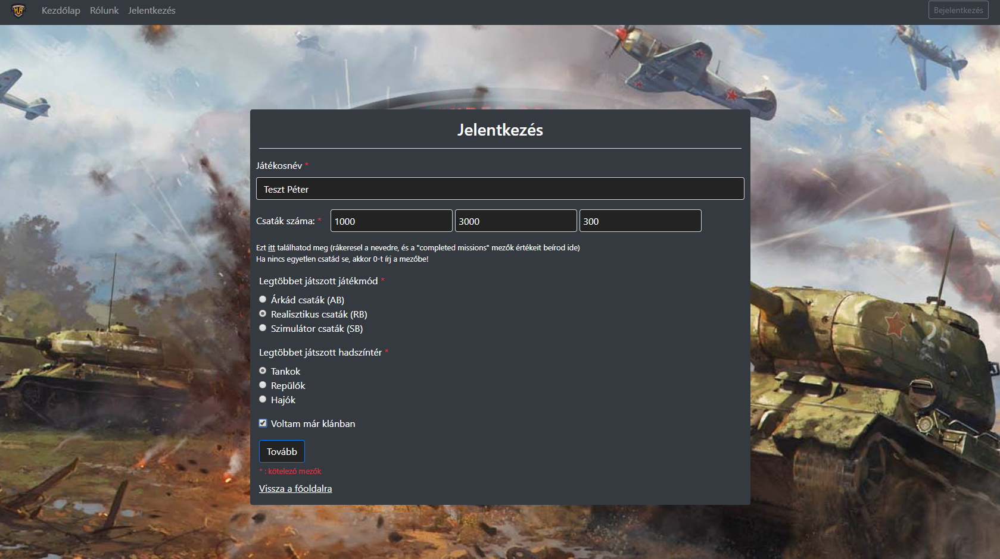 Kezdőlap Rólunk Jelentkezés Bejelentkezés
Jelentkezés
Játékosnév *
Teszt Péter
Csaták száma: * 1000 3000 300
Ezt itt találhatod meg (rákeresel a nevedre, és a "completed missions" mezők értékeit beírod ide)
Ha nincs egyetlen csatád se, akkor 0-t írj a mezőbe!
Legtöbbet játszott játékmód *
Árkád csaták (AB)
Realisztikus csaták (RB)
Szimulátor csaták (SB)
Legtöbbet játszott hadszíntér *
Tankok
Repülők
Hajók
Voltam már klánban
Tovább
* : kötelező mezők
Vissza a főoldalra
25